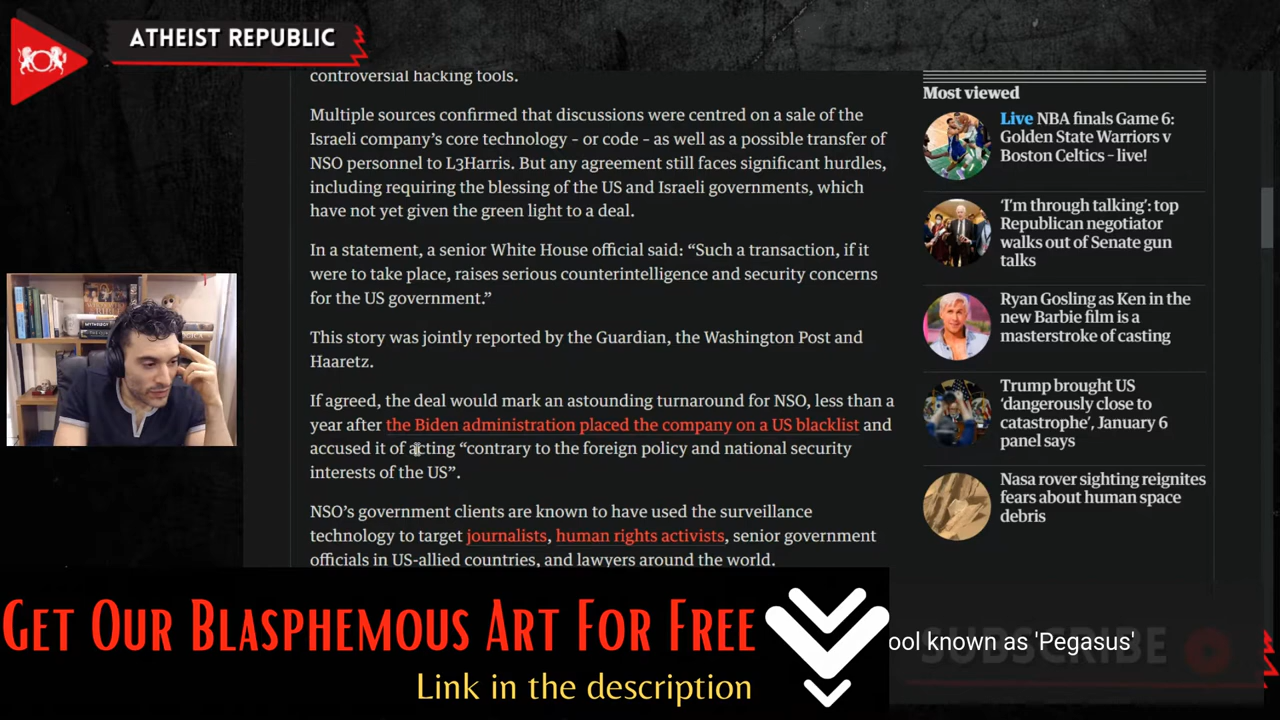 ATHEIST REPUBLIC
controversial hacking tools.
Multiple sources confirmed that discussions were centred on a sale of the
Israeli company's core technology – or code – as well as a possible transfer of
NSO personnel to L3Harris. But any agreement still faces significant hurdles,
including requiring the blessing of the US and Israeli governments, which
have not yet given the green light to a deal.
In a statement, a senior White House official said: “Such a transaction, if it
were to take place, raises serious counterintelligence and security concerns
for the US government.”
This story was jointly reported by the Guardian, the Washington Post and
Haaretz.
If agreed, the deal would mark an astounding turnaround for NSO, less than a
year after the Biden administration placed the company on a US blacklist and
accused it of acting “contrary to the foreign policy and national security
interests of the US”.
NSO's government clients are known to have used the surveillance
technology to target journalists, human rights activists, senior government
officials in US-allied countries, and lawyers around the world.
Most viewed
Live NBA finals Game 6:
Golden State Warriors v
Boston Celtics – live!
‘I'm through talking’: top
Republican negotiator
walks out of Senate gun
talks
Ryan Gosling as Ken in the
new Barbie film is a
masterstroke of casting
Trump brought US
‘dangerously close to
catastrophe’, January 6
panel says
Nasa rover sighting reignites
fears about human space
debris
MYTHOLOGY
GET OUR BLASPHEMOUS ART FOR FREE
Link in the description
ool known as 'Pegasus'
SUBSCRIBE